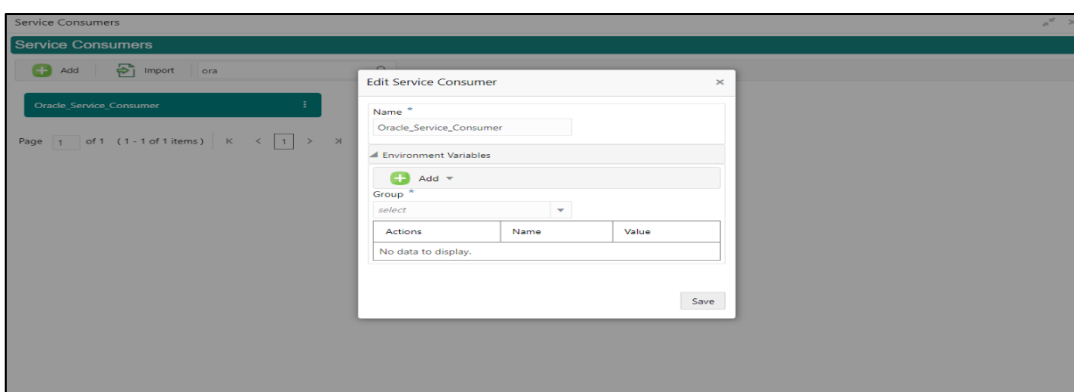 Service Consumers
Service Consumers
Add Import ora
Oracle_Service_Consumer
Page 1 of 1 (1 - 1 of 1 items) K < 1 > >|
Edit Service Consumer ×
Name *
Oracle_Service_Consumer
Environment Variables
Add
Group *
select
Actions Name Value
No data to display.
Save